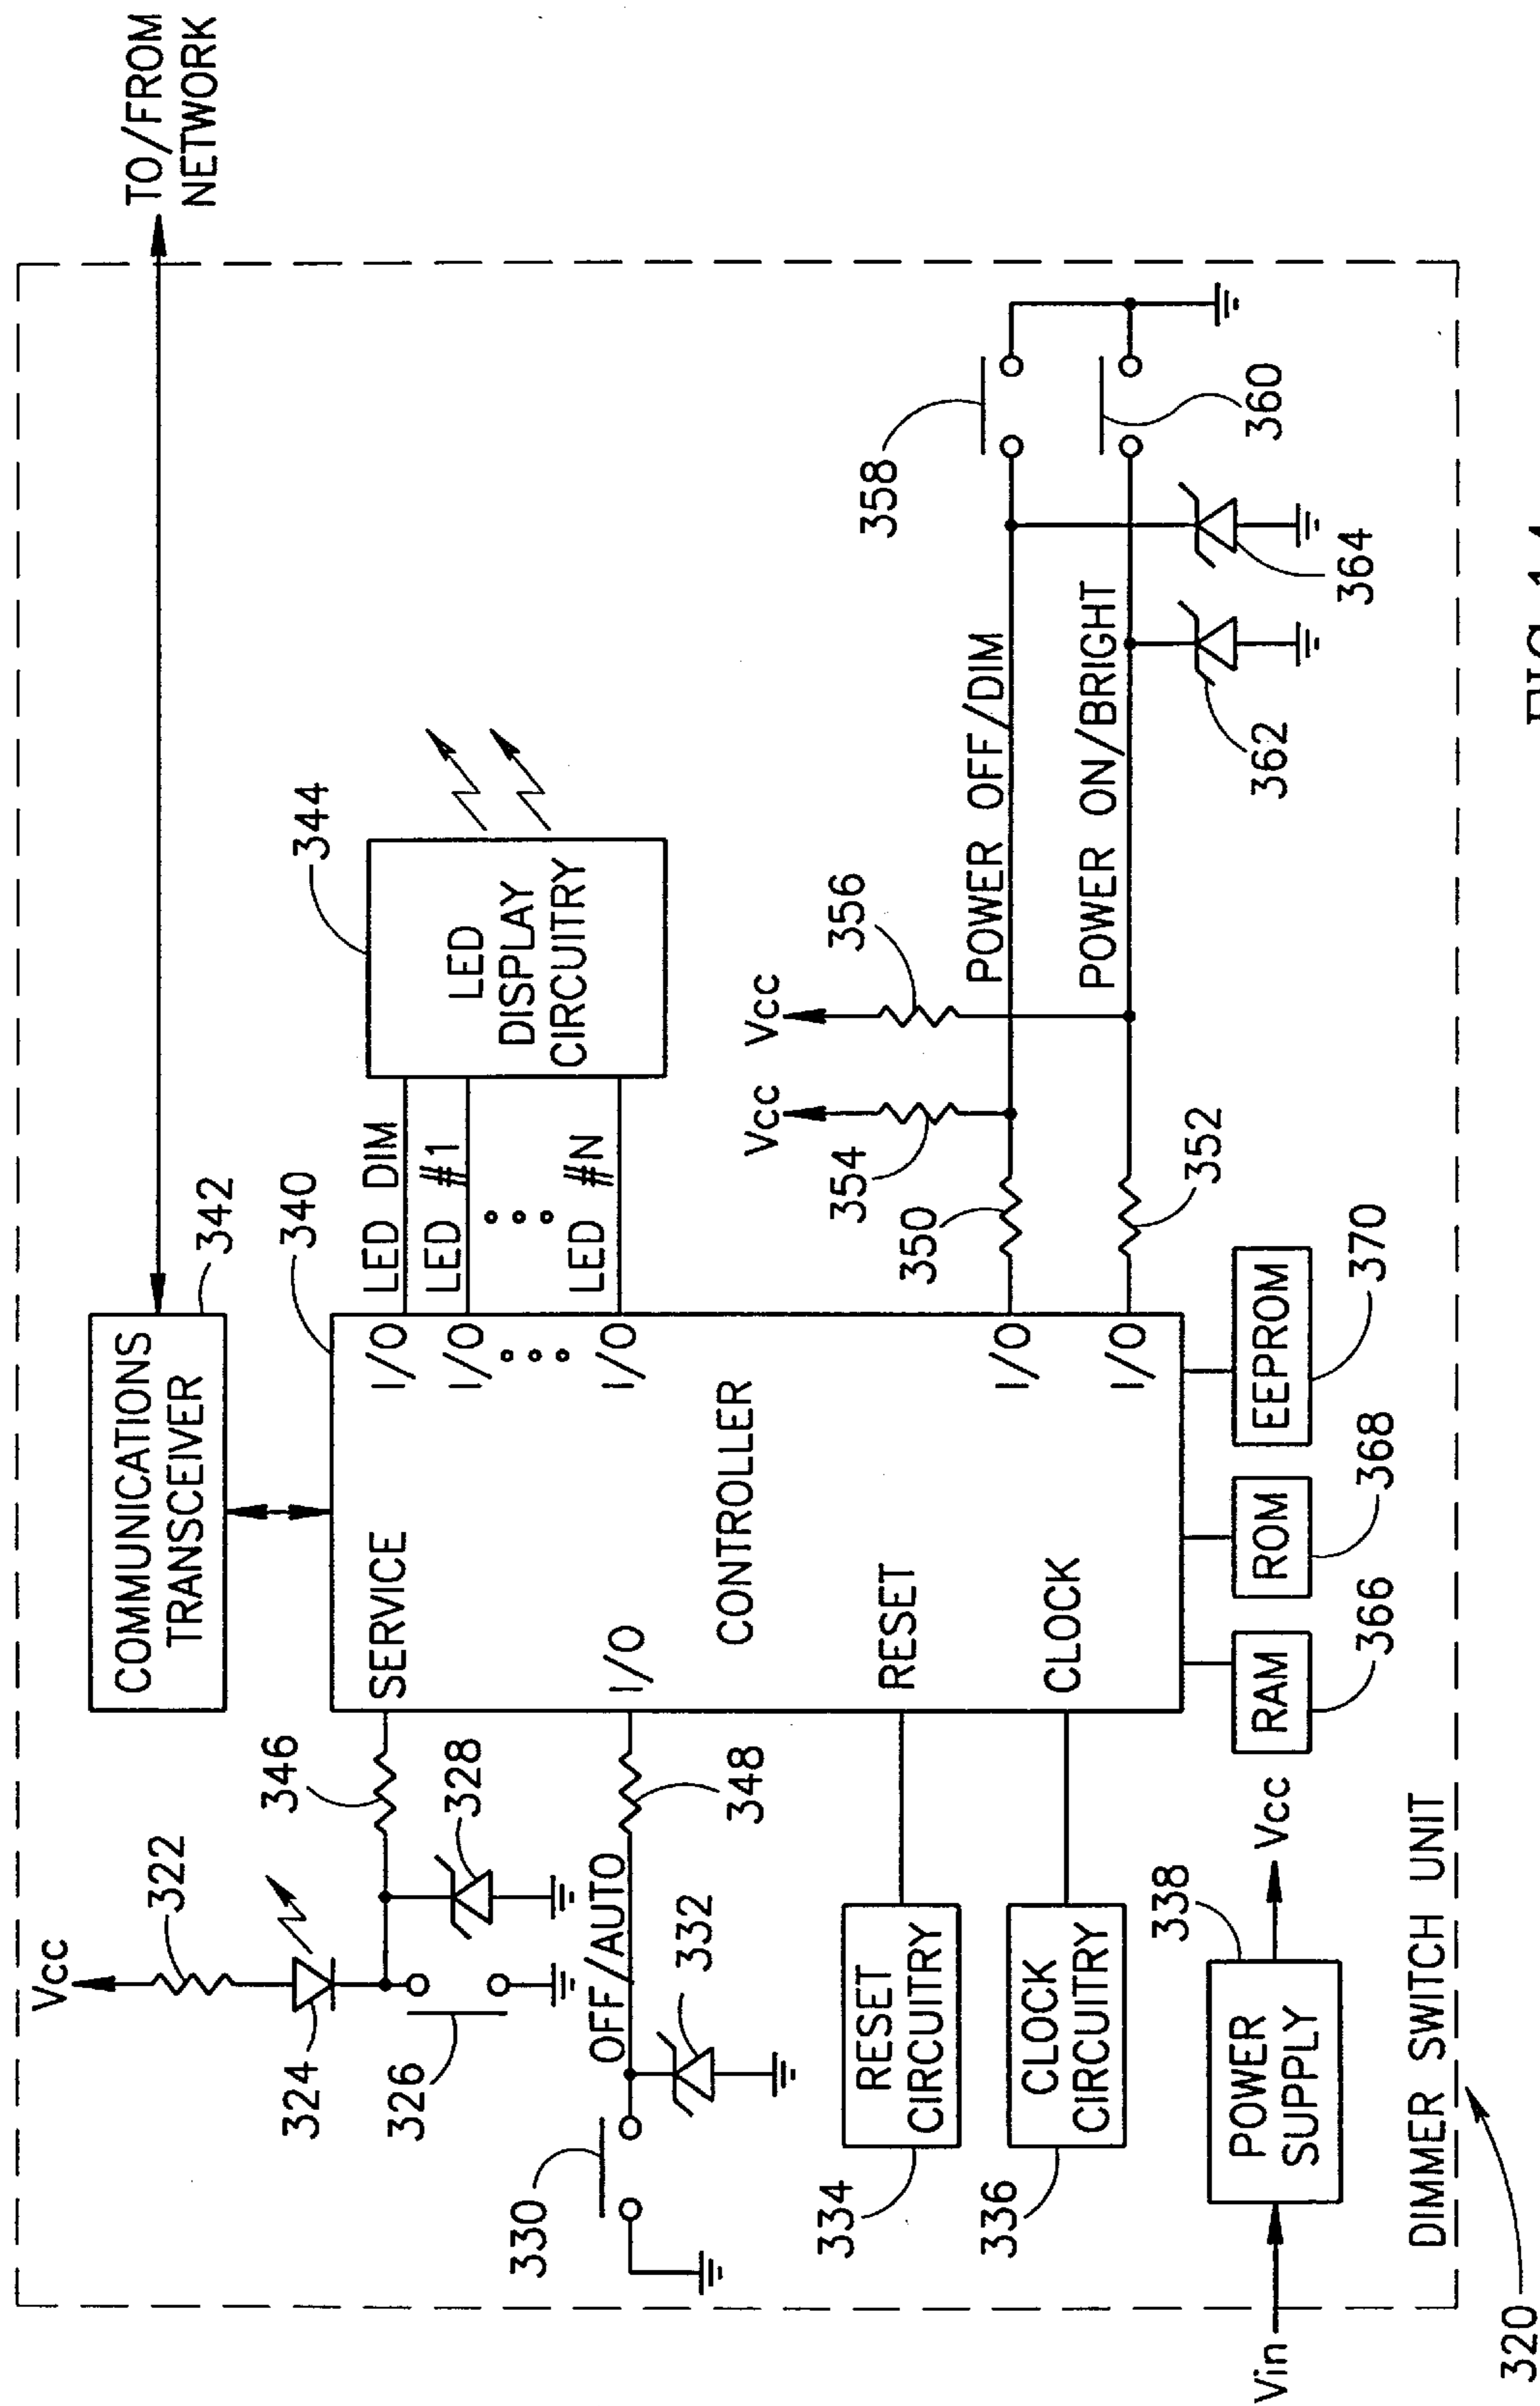 TO/FROM
NETWORK
COMMUNICATIONS
TRANSCEIVER
342
Vcc
322
324
326
346
328
SERVICE
340
I/O
LED DIM
I/O
LED #1
I/O
LED #N
344
LED
DISPLAY
CIRCUITRY
330
OFF/AUTO
332
348
I/O
CONTROLLER
Vcc
354
Vcc
356
350
I/O
POWER OFF/DIM
358
I/O
352
POWER ON/BRIGHT
360
362
364
334
RESET
CIRCUITRY
RESET
336
CLOCK
CIRCUITRY
CLOCK
Vin
POWER
SUPPLY
338
Vcc
RAM
366
ROM
368
EEPROM
370
DIMMER SWITCH UNIT
320